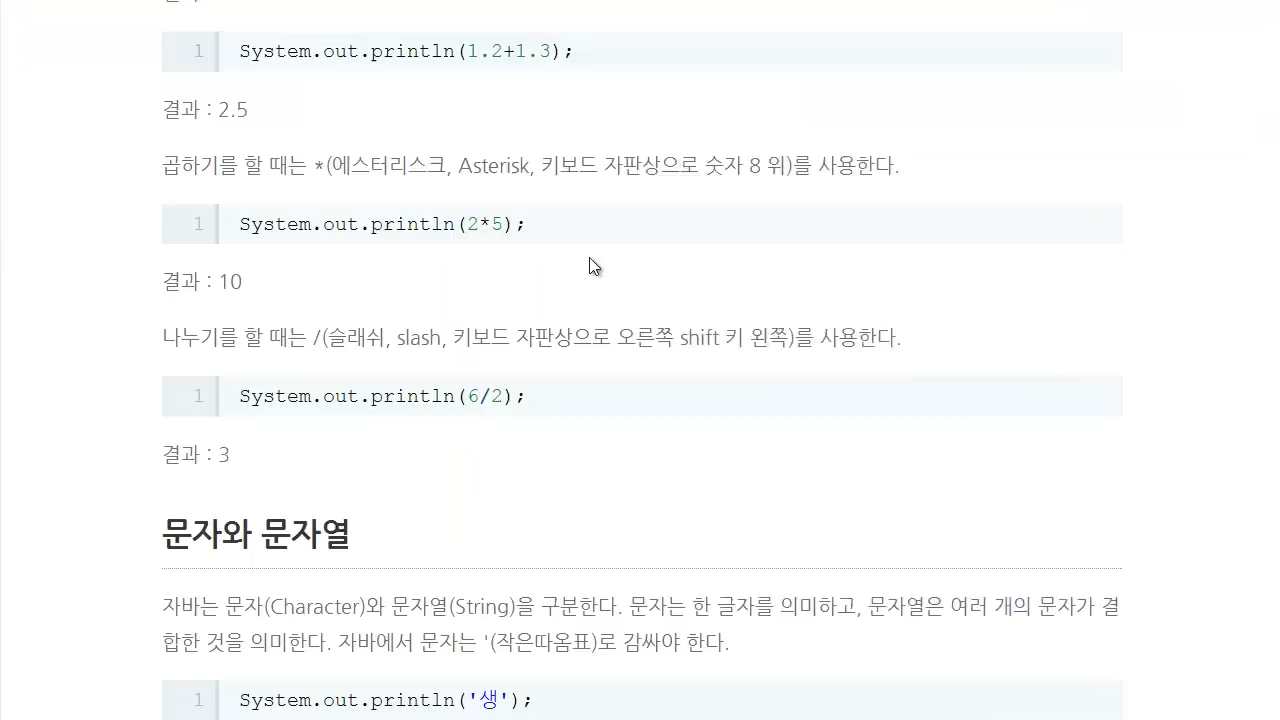 1 System.out.println(1.2+1.3);
결과 : 2.5
곱하기를 할 때는 *(에스터리스크, Asterisk, 키보드 자판상으로 숫자 8 위)를 사용한다.
1 System.out.println(2*5);
결과 : 10
나누기를 할 때는 /(슬래쉬, slash, 키보드 자판상으로 오른쪽 shift 키 왼쪽)를 사용한다.
1 System.out.println(6/2);
결과 : 3
문자와 문자열
자바는 문자(Character)와 문자열(String)을 구분한다. 문자는 한 글자를 의미하고, 문자열은 여러 개의 문자가 결
합한 것을 의미한다. 자바에서 문자는 '(작은따옴표)로 감싸야 한다.
1 System.out.println('생');